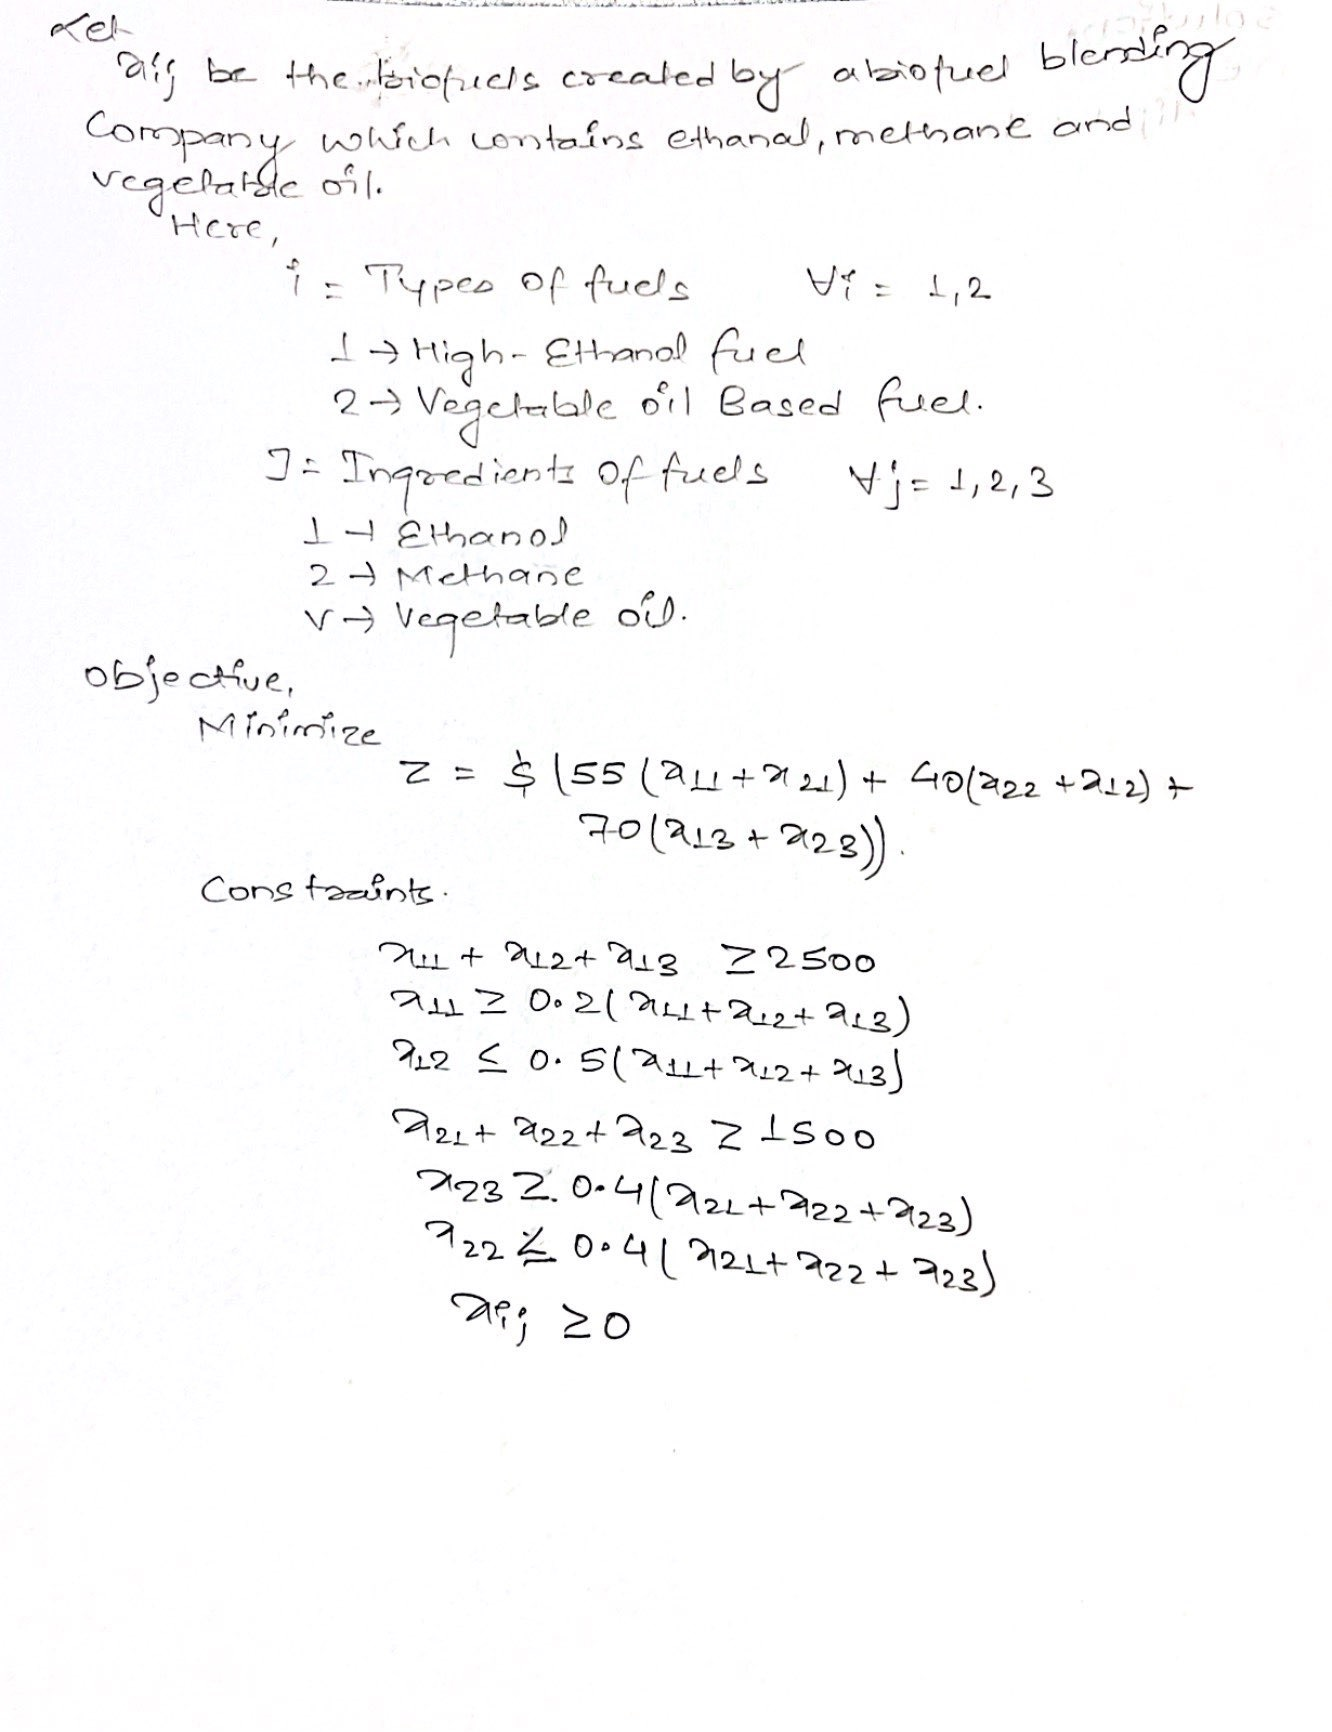 Let
xij be the biofuels created by a biofuel blending
Company which contains ethanal, methane and
vegetable oil.
Here,
i = Types of fuels ∀i = 1,2
1 → High-Ethanol fuel
2 → Vegetable oil Based fuel.
J = Ingredients of fuels ∀j = 1,2,3
1 → Ethanol
2 → Methane
v → Vegetable oil.
Objective,
Minimize
Z = $ (55(x11+x21) + 40(x22+x12) +
70(x13+x23)).
Constraints.
x11 + x12 + x13 ≥ 2500
x11 ≥ 0.2(x11+x12+x13)
x12 ≤ 0.5(x11+x12+x13)
x21+ x22+x23 ≥ 1500
x23 ≥ 0.4(x21+x22+x23)
x22 ≤ 0.4(x21+x22+x23)
xij ≥0